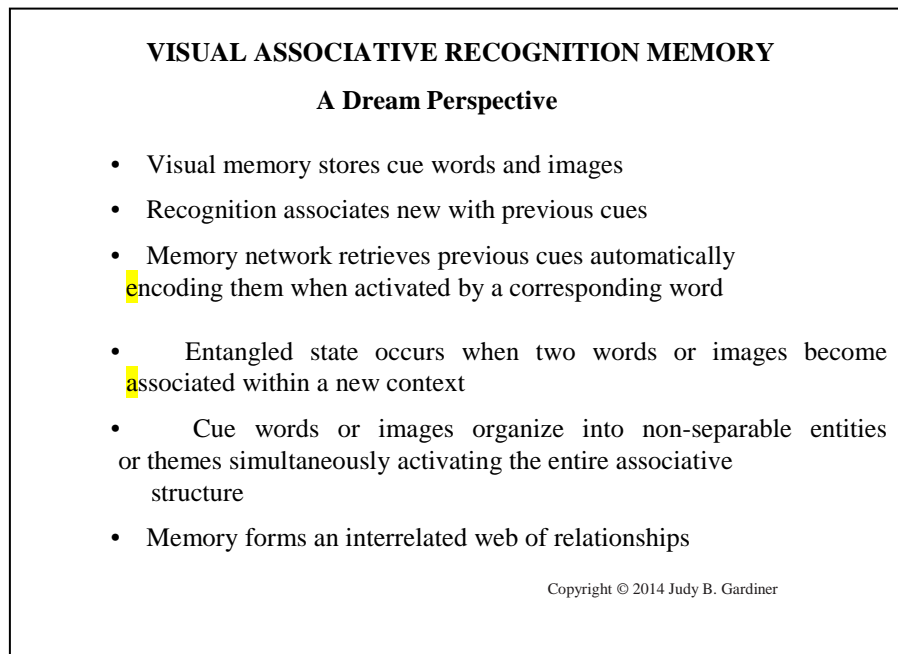 VISUAL ASSOCIATIVE RECOGNITION MEMORY
A Dream Perspective
• Visual memory stores cue words and images
• Recognition associates new with previous cues
• Memory network retrieves previous cues automatically
encoding them when activated by a corresponding word
• Entangled state occurs when two words or images become
associated within a new context
• Cue words or images organize into non-separable entities
or themes simultaneously activating the entire associative
structure
• Memory forms an interrelated web of relationships
Copyright © 2014 Judy B. Gardiner